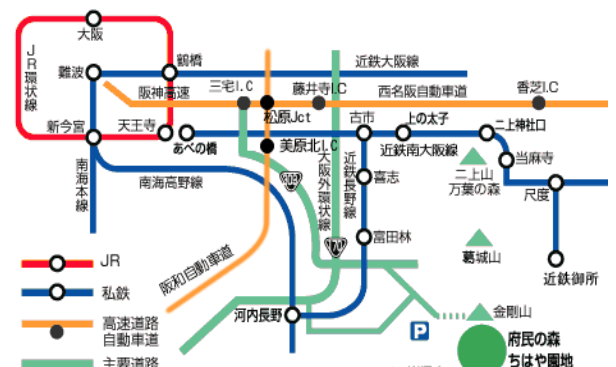 大阪
JR環状線
鶴橋
難波
近鉄大阪線
阪神高速
三宅I.C
藤井寺I.C
西名阪自動車道
香芝I.C
松原Jct
新今宮
天王寺
あべの橋
古市
上の太子
二上神社口
美原北I.C
近鉄南大阪線
当麻寺
南海本線
南海高野線
309
大阪外環状線
近鉄長野線
喜志
二上山
万葉の森
尺度
富田林
170
葛城山
阪和自動車道
近鉄御所
JR
私鉄
高速道路
自動車道
主要道路
河内長野
P
金剛山
府民の森
ちはや園地